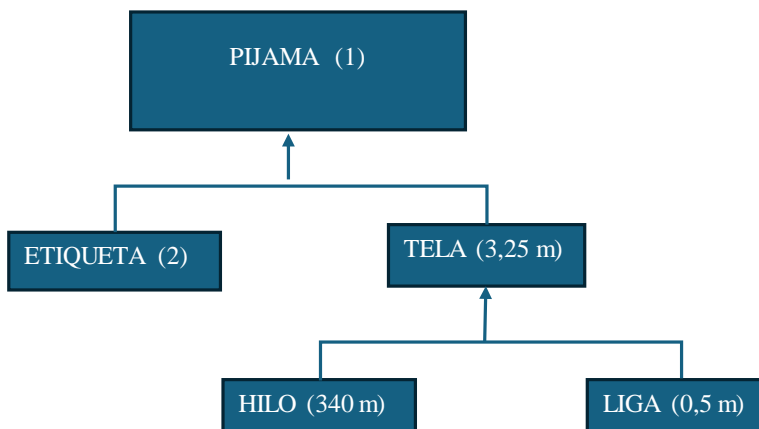 PIJAMA (1)
ETIQUETA (2)
TELA (3,25 m)
HILO (340 m)
LIGA (0,5 m)